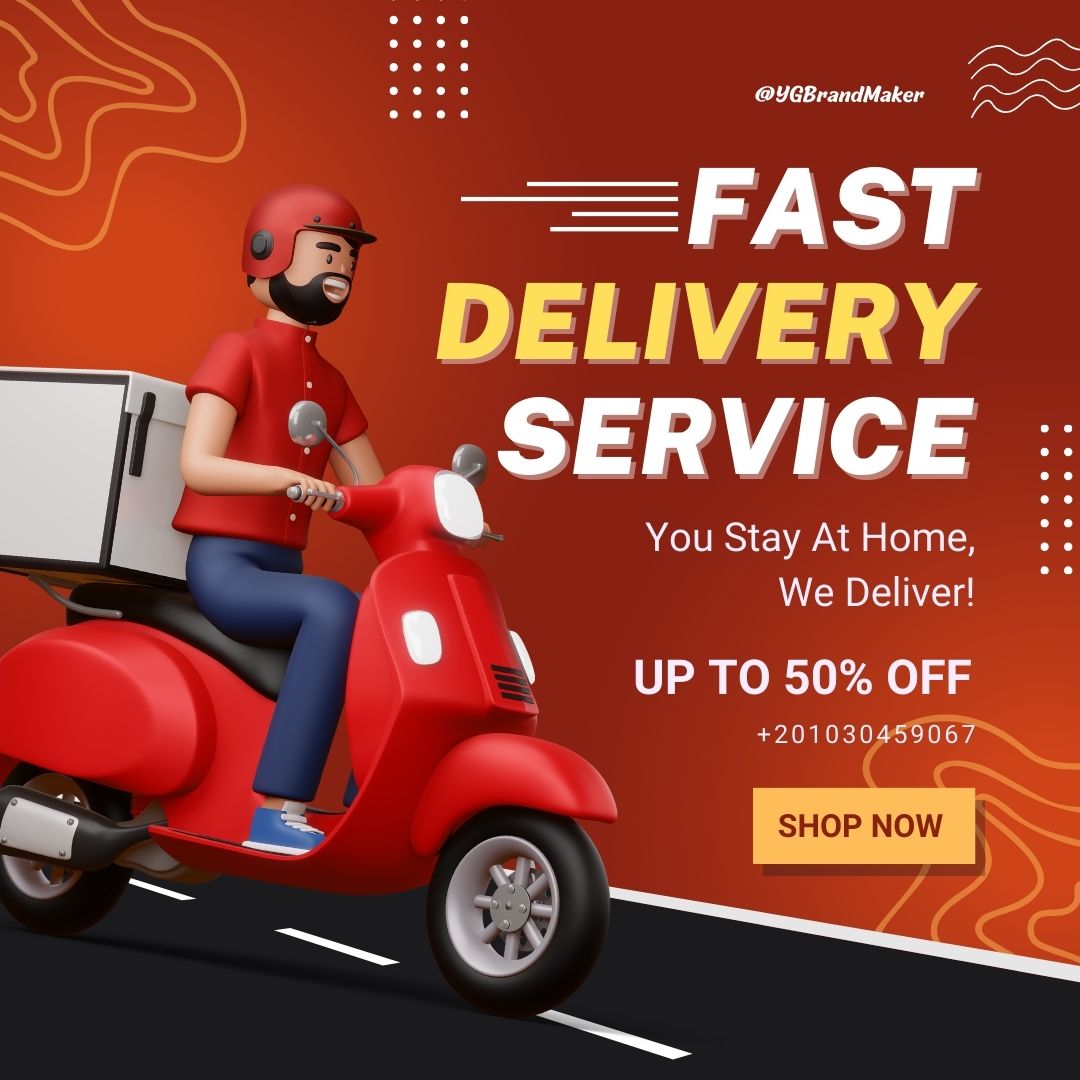 @YGBrandMaker
FAST
DELIVERY
SERVICE
You Stay At Home,
We Deliver!
UP TO 50% OFF
+201030459067
SHOP NOW